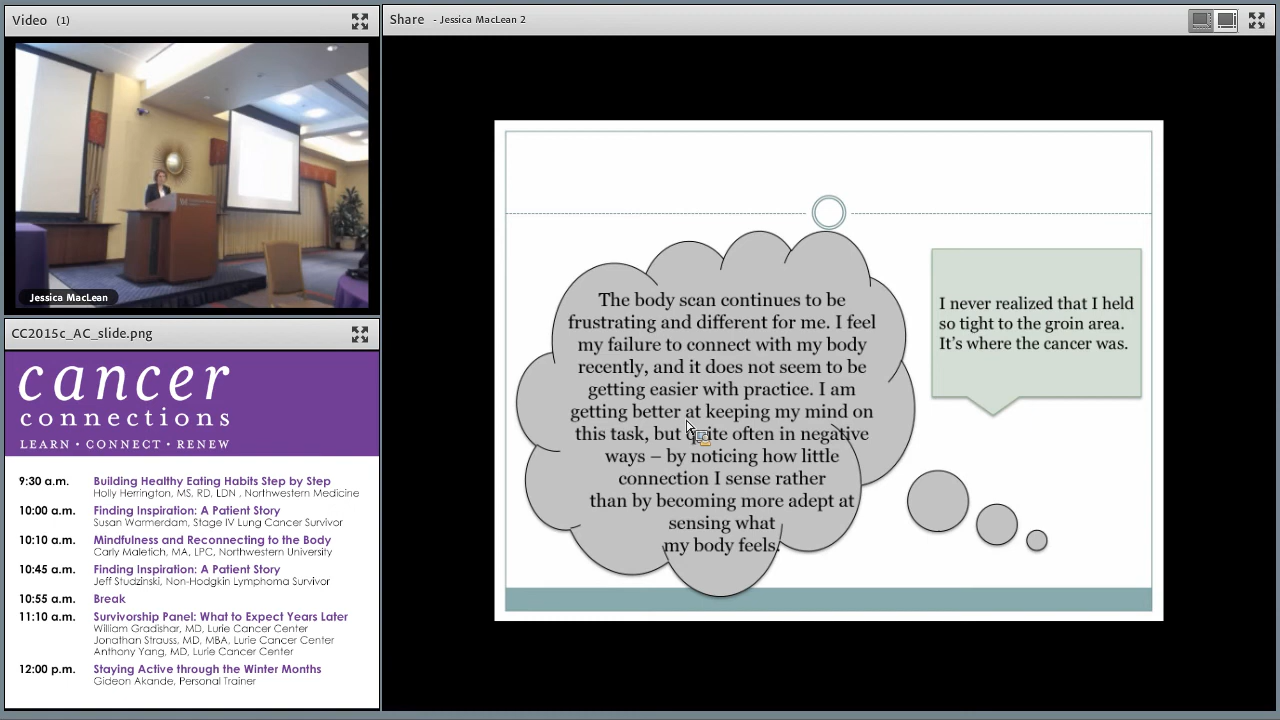 Video (1)
Jessica MacLean
CC2015c_AC_slide.png
cancer
connections
LEARN • CONNECT • RENEW
9:30 a.m. Building Healthy Eating Habits Step by Step
Holly Herrington, MS, RD, LDN , Northwestern Medicine
10:00 a.m. Finding Inspiration: A Patient Story
Susan Warmerdam, Stage IV Lung Cancer Survivor
10:10 a.m. Mindfulness and Reconnecting to the Body
Carly Maletich, MA, LPC, Northwestern University
10:45 a.m. Finding Inspiration: A Patient Story
Jeff Studzinski, Non-Hodgkin Lymphoma Survivor
10:55 a.m. Break
11:10 a.m. Survivorship Panel: What to Expect Years Later
William Gradishar, MD, Lurie Cancer Center
Jonathan Strauss, MD, MBA, Lurie Cancer Center
Anthony Yang, MD, Lurie Cancer Center
12:00 p.m. Staying Active through the Winter Months
Gideon Akande, Personal Trainer
Share - Jessica MacLean 2
The body scan continues to be
frustrating and different for me. I feel
my failure to connect with my body
recently, and it does not seem to be
getting easier with practice. I am
getting better at keeping my mind on
this task, but quite often in negative
ways – by noticing how little
connection I sense rather
than by becoming more adept at
sensing what
my body feels.
I never realized that I held
so tight to the groin area.
It’s where the cancer was.